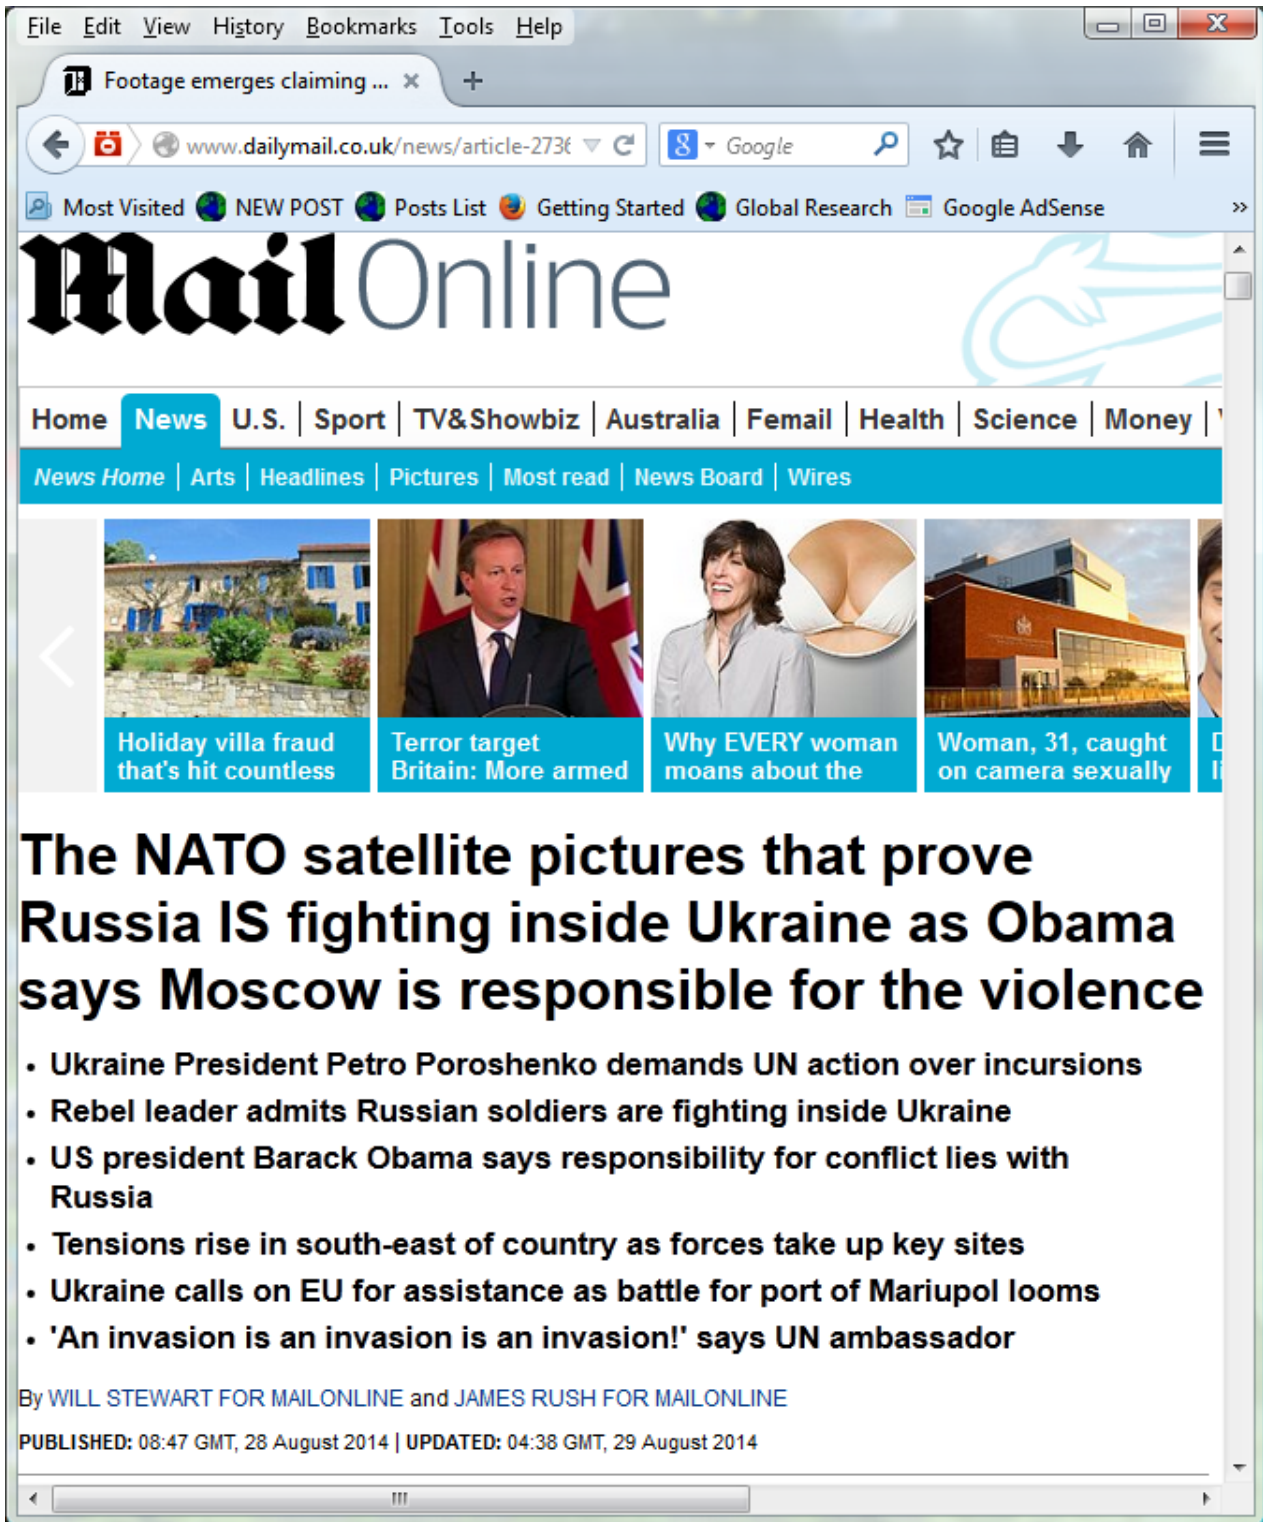 File Edit View History Bookmarks Tools Help
Footage emerges claiming ... × +
www.dailymail.co.uk/news/article-273 8 Google
Most Visited NEW POST Posts List Getting Started Global Research Google AdSense »
Mail Online
Home News U.S. Sport TV&Showbiz Australia Femail Health Science Money
News Home Arts Headlines Pictures Most read News Board Wires
Holiday villa fraud
that's hit countless
Terror target
Britain: More armed
Why EVERY woman
moans about the
Woman, 31, caught
on camera sexually
The NATO satellite pictures that prove
Russia IS fighting inside Ukraine as Obama
says Moscow is responsible for the violence
• Ukraine President Petro Poroshenko demands UN action over incursions
• Rebel leader admits Russian soldiers are fighting inside Ukraine
• US president Barack Obama says responsibility for conflict lies with
Russia
• Tensions rise in south-east of country as forces take up key sites
• Ukraine calls on EU for assistance as battle for port of Mariupol looms
• 'An invasion is an invasion is an invasion!' says UN ambassador
By WILL STEWART FOR MAILONLINE and JAMES RUSH FOR MAILONLINE
PUBLISHED: 08:47 GMT, 28 August 2014 | UPDATED: 04:38 GMT, 29 August 2014